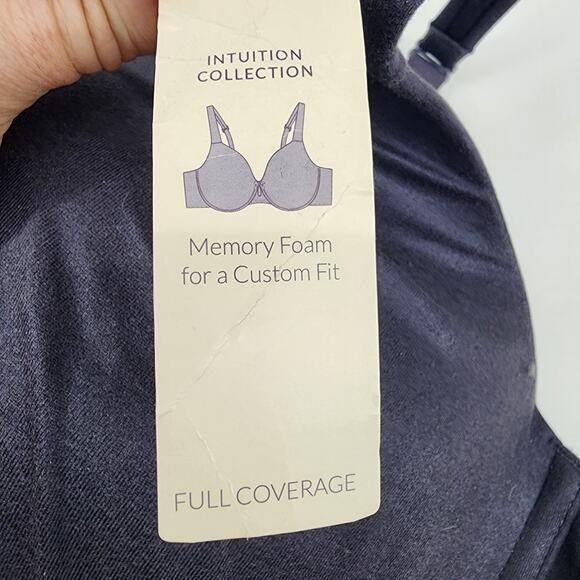 INTUITION
COLLECTION
Memory Foam
for a Custom Fit
FULL COVERAGE